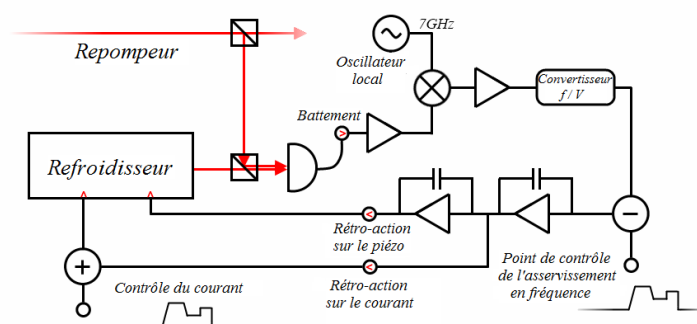 Repompeur
7GHz
Oscillateur
local
Convertisseur
f / V
Battement
Refroidisseur
Rétro-action
sur le piézo
Point de contrôle
de l'asservissement
en fréquence
Contrôle du courant
Rétro-action
sur le courant